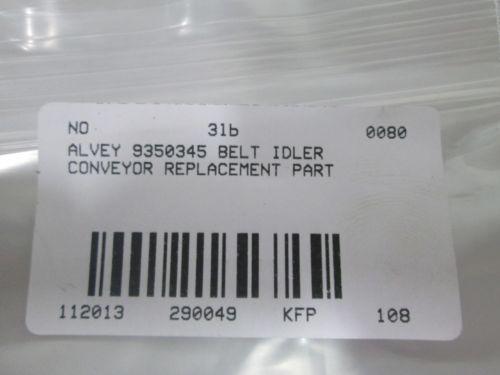 NO 31b 0080
ALVEY 9350345 BELT IDLER
CONVEYOR REPLACEMENT PART
112013 290049 KFP 108